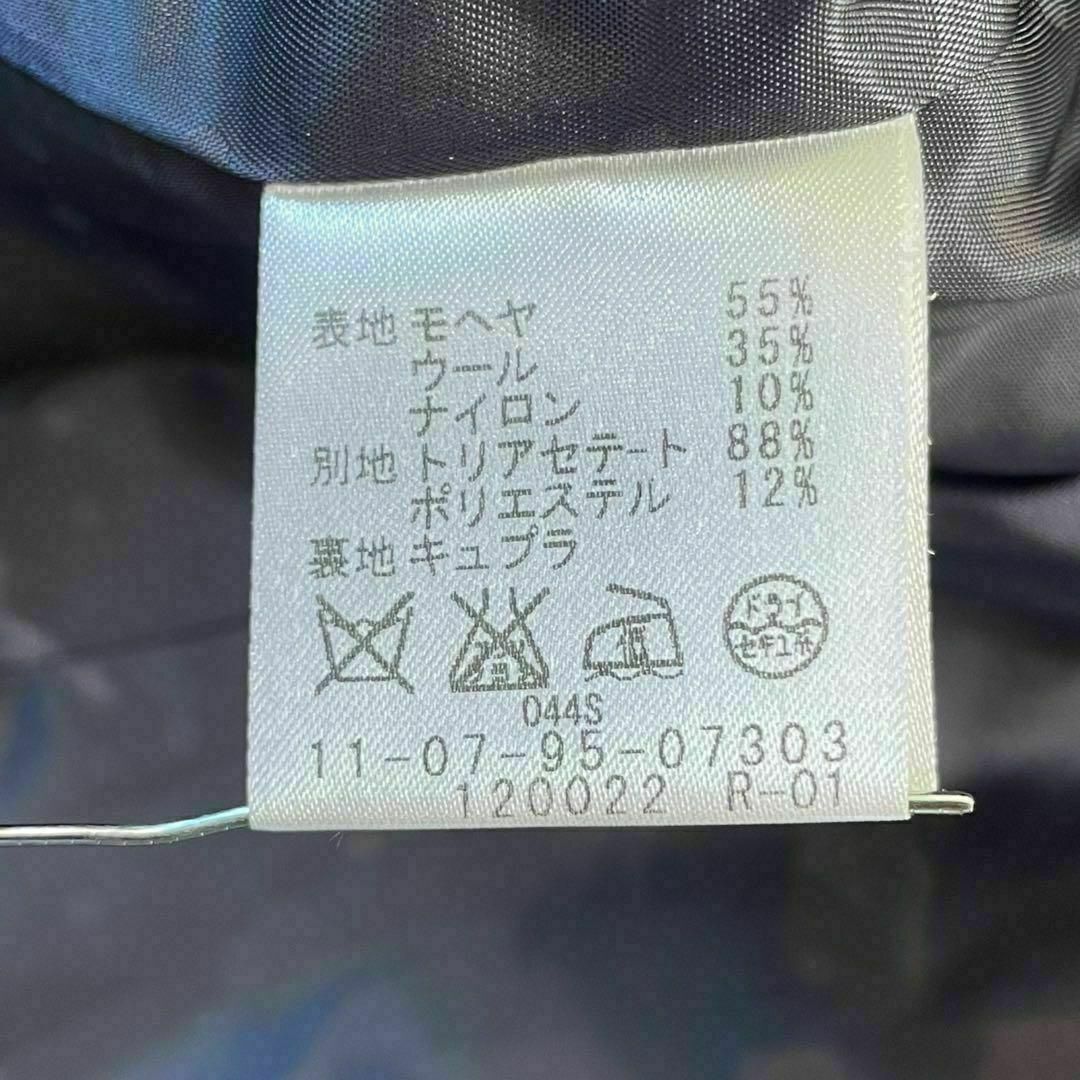 表地 モヘヤ 55%
ウール 35%
ナイロン 10%
別地 トリアセテート 88%
ポリエステル 12%
裏地 キュプラ
ドライ
セキユ系
044S
11-07-95-07303
120022 R-01